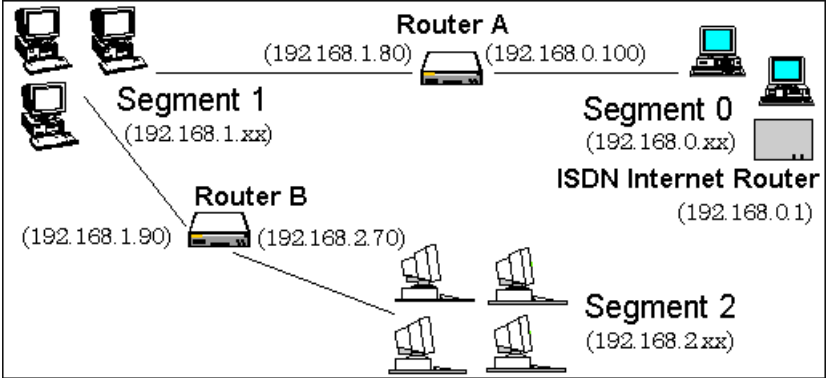 Router A
(192.168.1.80) (192.168.0.100)
Segment 1
(192.168.1.xx)
Segment 0
(192.168.0.xx)
ISDN Internet Router
(192.168.0.1)
Router B
(192.168.1.90) (192.168.2.70)
Segment 2
(192.168.2.xx)